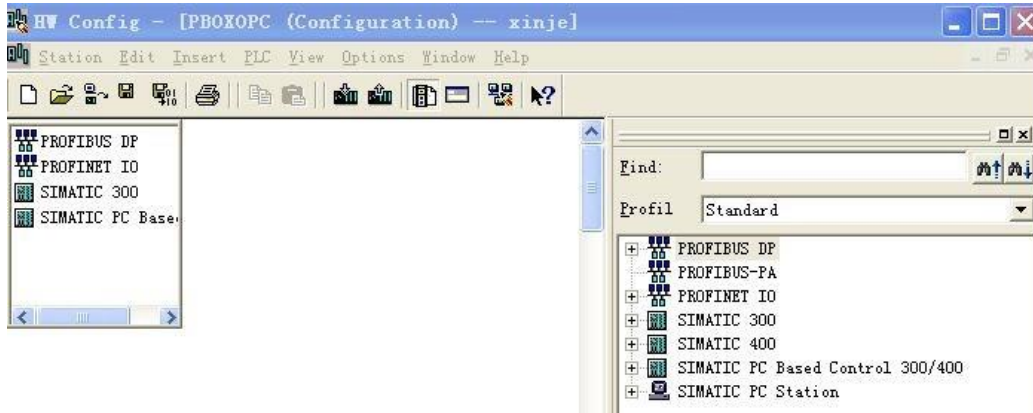 HW Config - [PBOXOPC (Configuration) -- xinje]
Station Edit Insert PLC View Options Window Help
PROFIBUS DP
PROFINET IO
SIMATIC 300
SIMATIC PC Base
Find:
Profil Standard
PROFIBUS DP
PROFIBUS-PA
PROFINET IO
SIMATIC 300
SIMATIC 400
SIMATIC PC Based Control 300/400
SIMATIC PC Station